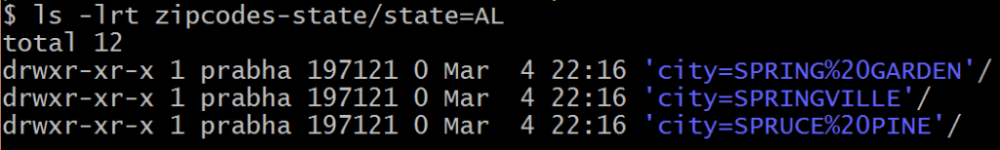 $ ls -lrt zipcodes-state/state=AL
total 12
drwxr-xr-x 1 prabha 197121 0 Mar  4 22:16 'city=SPRING%20GARDEN'/
drwxr-xr-x 1 prabha 197121 0 Mar  4 22:16 'city=SPRINGVILLE'/
drwxr-xr-x 1 prabha 197121 0 Mar  4 22:16 'city=SPRUCE%20PINE'/